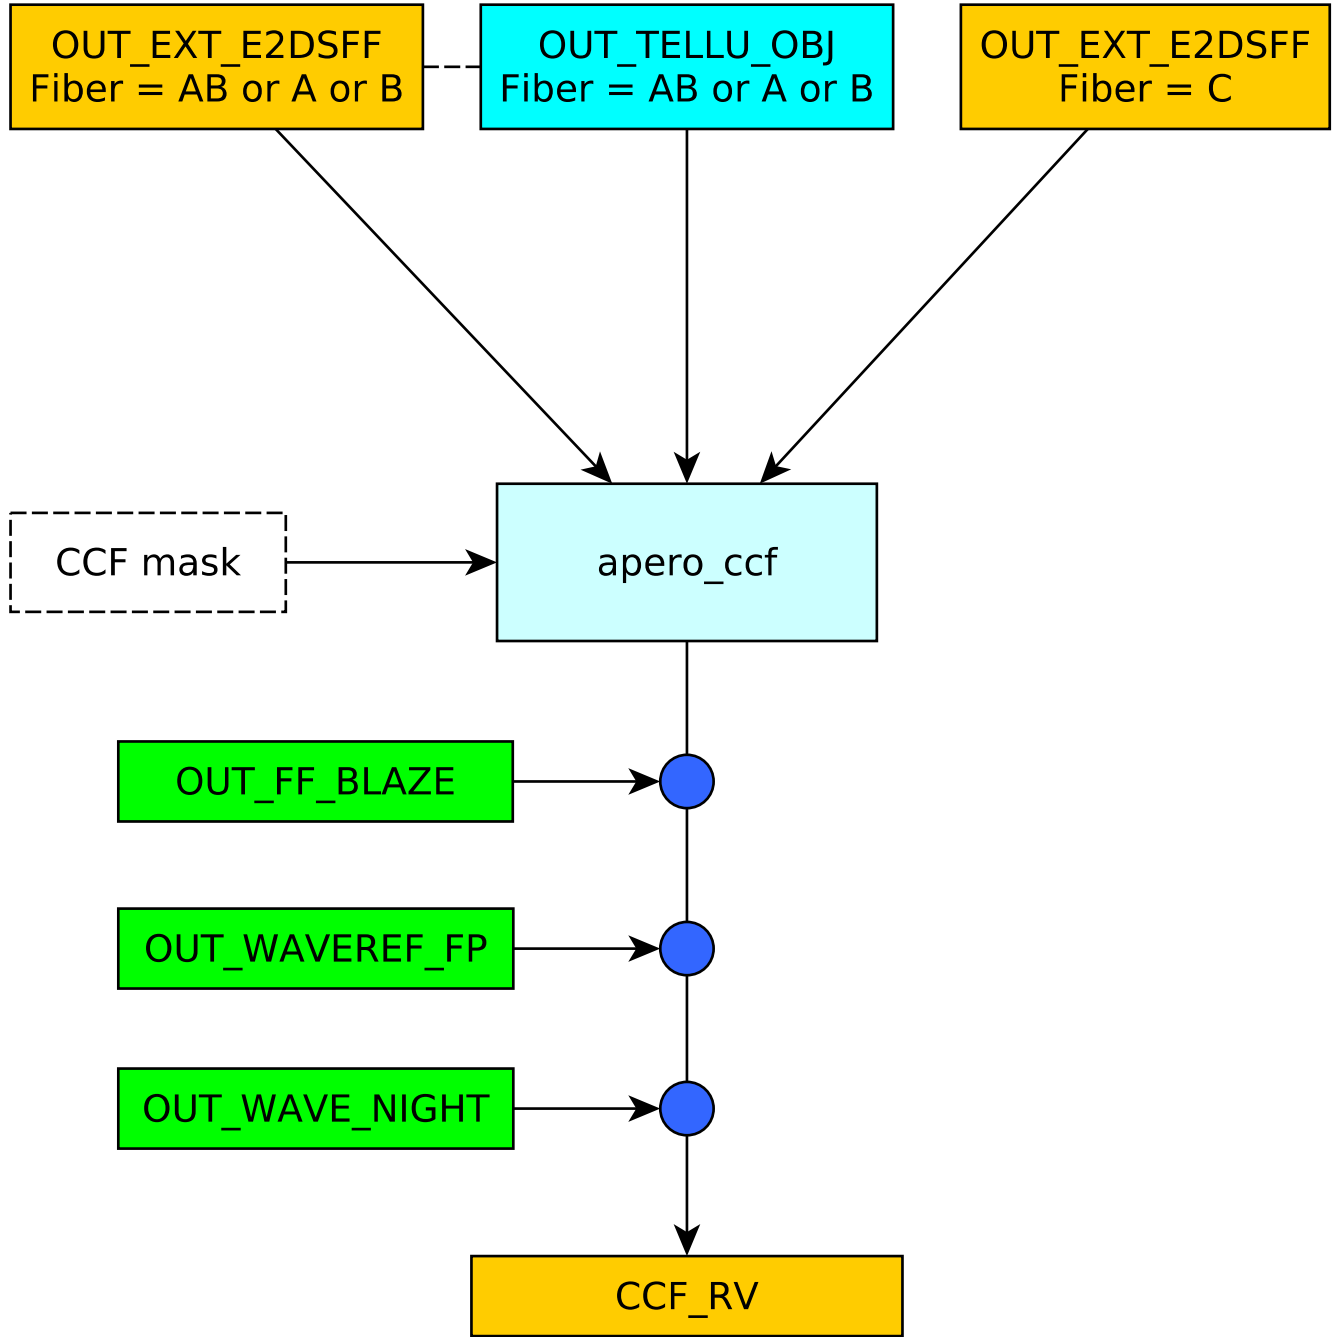 OUT_EXT_E2DSFF
Fiber = AB or A or B
OUT_TELLU_OBJ
Fiber = AB or A or B
OUT_EXT_E2DSFF
Fiber = C
CCF mask
apero_ccf
OUT_FF_BLAZE
OUT_WAVEREF_FP
OUT_WAVE_NIGHT
CCF_RV